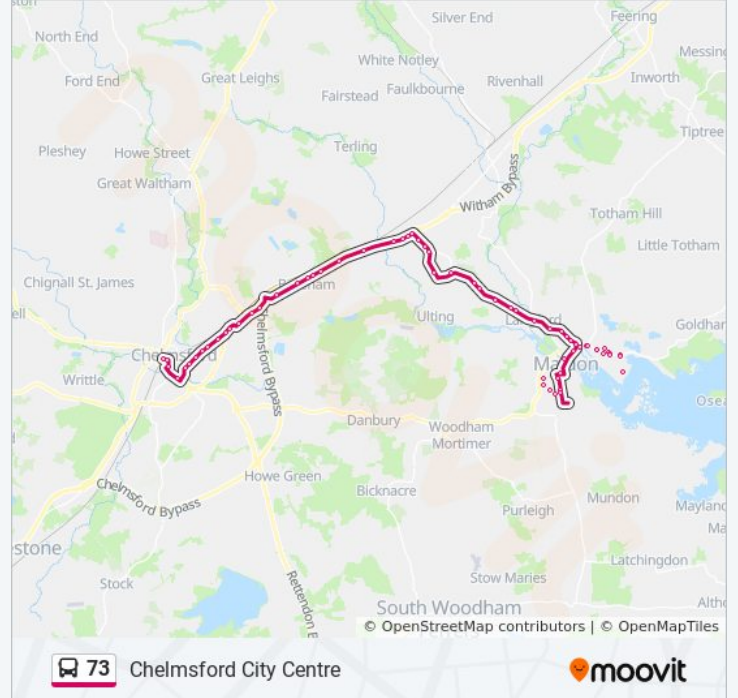 Silver End
Feering
North End
White Notley
Messing
Ford End
Great Leighs
Faulkbourne
Rivenhall
Inworth
Fairstead
Tiptree
Pleshey
Howe Street
Terling
Great Waltham
Witham Bypass
Totham Hill
Little Totham
Chignall St. James
Ulting
Goldhan
Chelmsford Bypass
Writtle
Danbury
Woodham
Mortimer
Howe Green
Bicknacre
Chelmsford Bypass
Mundon
Purleigh
Latchingdon
Stock
Stow Maries
South Woodham
© OpenStreetMap contributors | © OpenMapTiles
73 Chelmsford City Centre
moovit